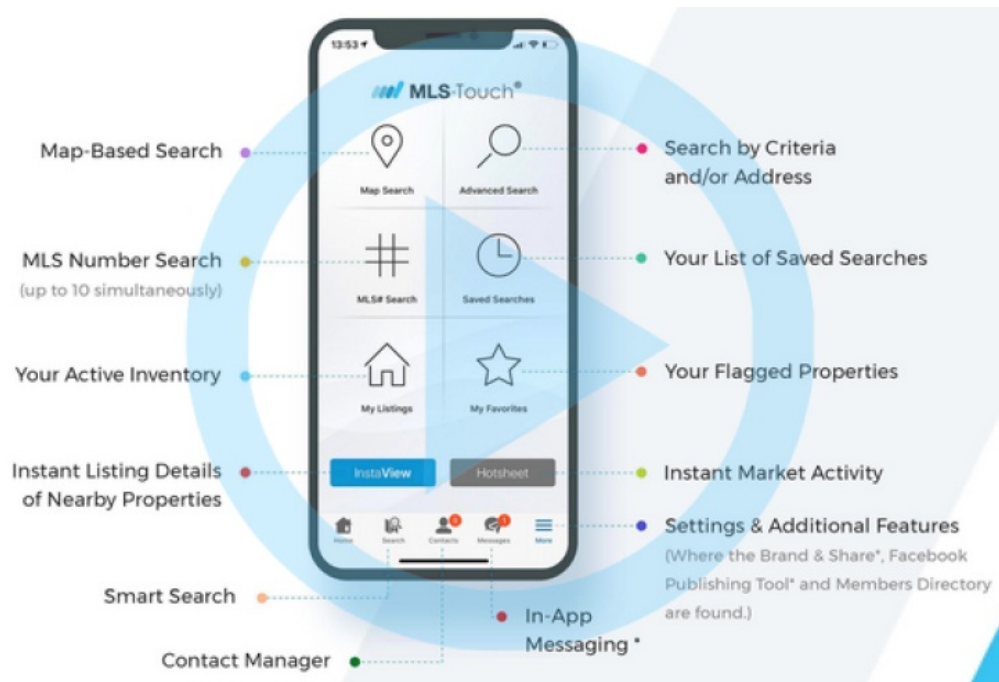 13:53
MLS-Touch®
Map-Based Search
Map Search
Advanced Search
Search by Criteria
and/or Address
MLS Number Search
(up to 10 simultaneously)
MLS# Search
Saved Searches
Your List of Saved Searches
Your Active Inventory
My Listings
My Favorites
Your Flagged Properties
Instant Listing Details
of Nearby Properties
InstaView
Hotsheet
Instant Market Activity
Home
Search
Contacts
Messages
More
Settings & Additional Features
(Where the Brand & Share*, Facebook
Publishing Tool* and Members Directory
are found.)
Smart Search
In-App
Messaging *
Contact Manager